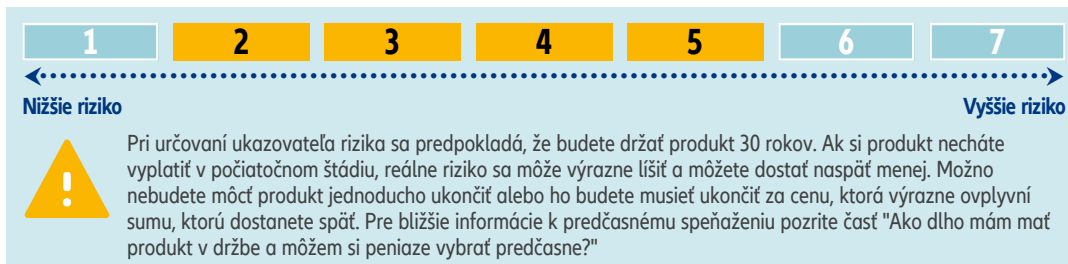 1 2 3 4 5 6 7
Nižšie riziko Vyššie riziko
Pri určovaní ukazovateľa rizika sa predpokladá, že budete držať produkt 30 rokov. Ak si produkt necháte
vyplatiť v počiatočnom štádiu, reálne riziko sa môže výrazne líšiť a môžete dostať naspäť menej. Možno
nebudete môcť produkt jednoducho ukončiť alebo ho budete musieť ukončiť za cenu, ktorá výrazne ovplyvní
sumu, ktorú dostanete späť. Pre bližšie informácie k predčasnému speňaženiu pozrite časť "Ako dlho mám mať
produkt v držbe a môžem si peniaze vybrať predčasne?"